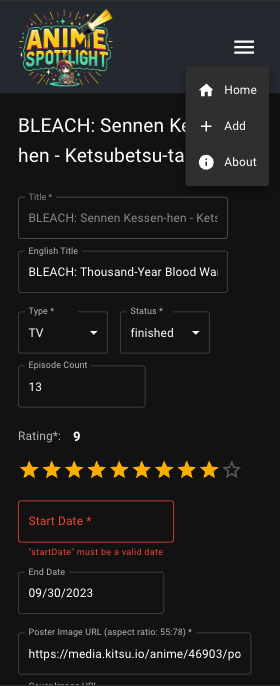 ANIME
SPOTLIGHT
Home
Add
About
BLEACH: Sennen Ke
hen - Ketsubetsu-ta
Title *
BLEACH: Sennen Kessen-hen - Kets
English Title
BLEACH: Thousand-Year Blood Wa
Type *
TV
Status *
finished
Episode Count
13
Rating*: 9
Start Date *
"startDate" must be a valid date
End Date
09/30/2023
Poster Image URL (aspect ratio: 55:78) *
https://media.kitsu.io/anime/46903/po
Cover Image URL